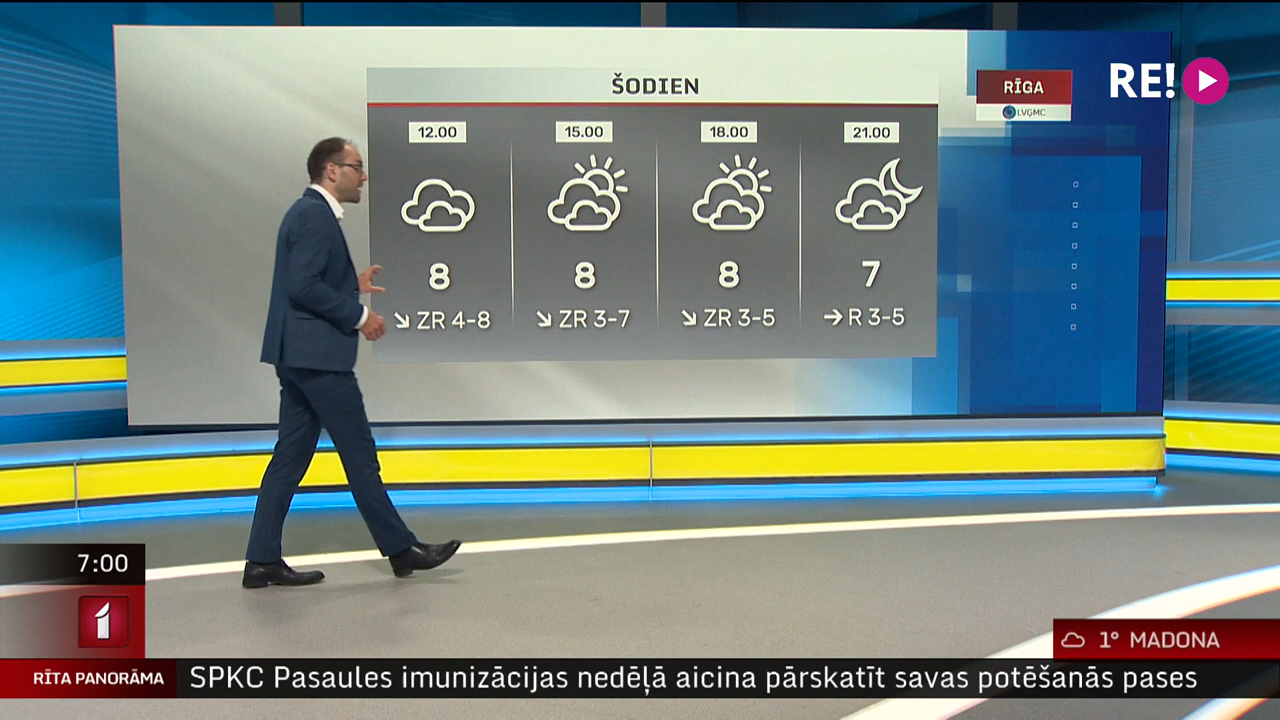 RE!
ŠODIEN
RĪGA
LVĢMC
12.00 15.00 18.00 21.00
8 8 8 7
↘ ZR 4-8 ↘ ZR 3-7 ↘ ZR 3-5 → R 3-5
7:00
1
1° MADONA
RĪTA PANORĀMA
SPKC Pasaules imunizācijas nedēļā aicina pārskatīt savas potēšanās pases